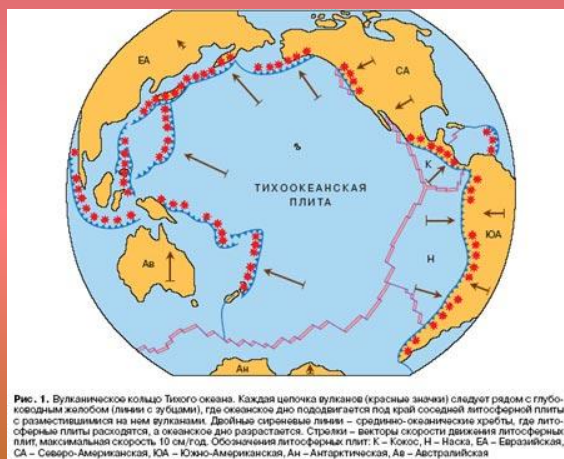 ЕА
СА
ТИХООКЕАНСКАЯ
ПЛИТА
К
Н
ЮА
Ав
Ан
Рис. 1. Вулканическое кольцо Тихого океана. Каждая цепочка вулканов (красные значки) следует рядом с глубо-
ководным желобом (линии с зубцами), где океанское дно пододвигается под край соседней литосферной плиты
с разместившимися на нем вулканами. Двойные сиреневые линии – срединно-океанические хребты, где лито-
сферные плиты расходятся, а океанское дно разрастается. Стрелки – векторы скорости движения литосферных
плит, максимальная скорость 10 см/год. Обозначения литосферных плит: К – Кокос, Н – Наска, ЕА – Евразийская,
СА – Северо-Американская, ЮА – Южно-Американская, Ан – Антарктическая, Ав – Австралийская